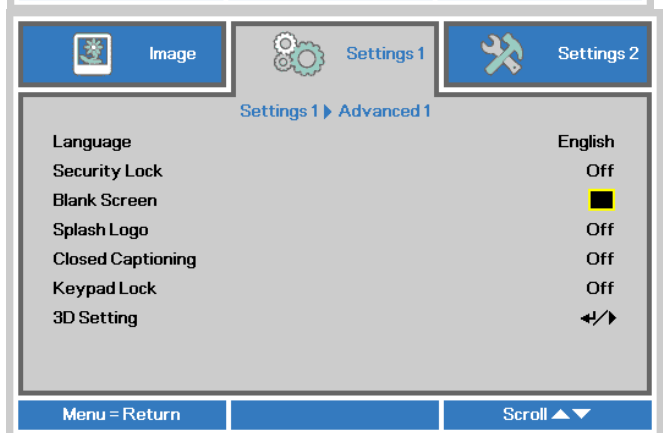 Image Settings 1 Settings 2
Settings 1 ▶ Advanced 1
Language English
Security Lock Off
Blank Screen
Splash Logo Off
Closed Captioning Off
Keypad Lock Off
3D Setting ↵/▶
Menu = Return Scroll ▲▼